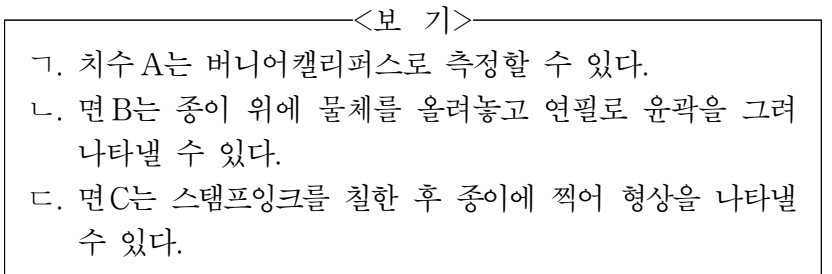 <보 기>
ㄱ. 치수 A는 버니어캘리퍼스로 측정할 수 있다.
ㄴ. 면 B는 종이 위에 물체를 올려놓고 연필로 윤곽을 그려
나타낼 수 있다.
ㄷ. 면 C는 스탬프잉크를 칠한 후 종이에 찍어 형상을 나타낼
수 있다.